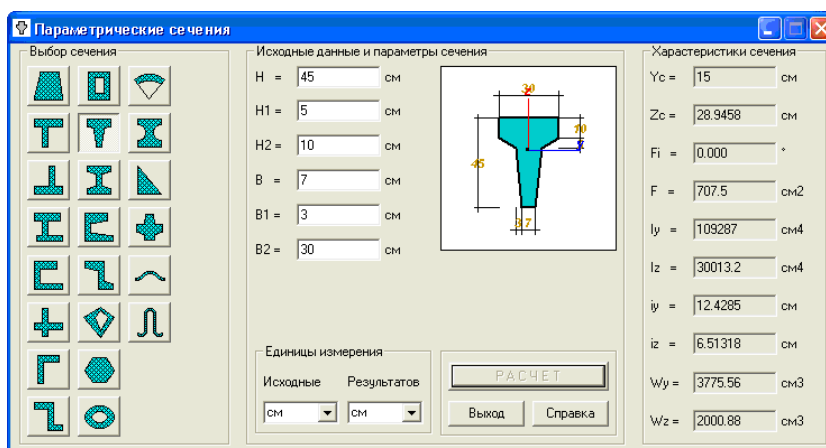 Параметрические сечения
Выбор сечения
Исходные данные и параметры сечения
H = 45 см
H1 = 5 см
H2 = 10 см
B = 7 см
B1 = 3 см
B2 = 30 см
30
10
45
3 7
Z
Y
Единицы измерения
Исходные Результатов
см см
РАСЧЕТ
Выход Справка
Характеристики сечения
Yc = 15 см
Zc = 28.9458 см
Fi = 0.000 °
F = 707.5 см2
Iy = 109287 см4
Iz = 30013.2 см4
iy = 12.4285 см
iz = 6.51318 см
Wy = 3775.56 см3
Wz = 2000.88 см3